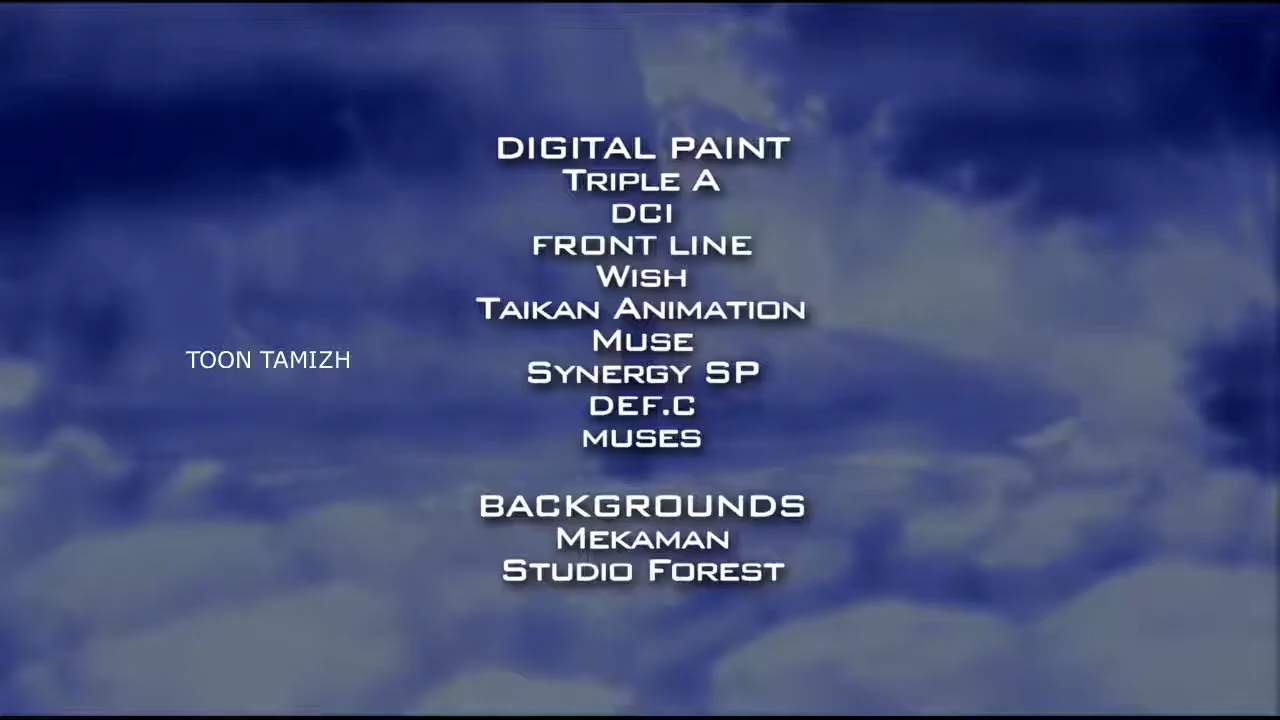 DIGITAL PAINT
TRIPLE A
DCI
FRONT LINE
WISH
TAIKAN ANIMATION
MUSE
TOON TAMIZH
SYNERGY SP
DEF.C
MUSES
BACKGROUNDS
MEKAMAN
STUDIO FOREST